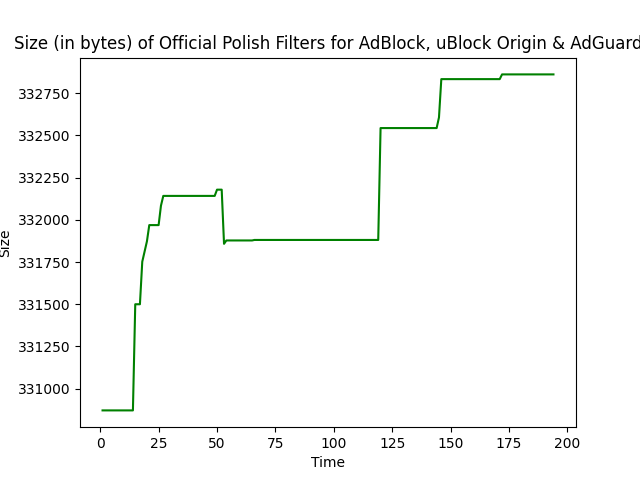 Size (in bytes) of Official Polish Filters for AdBlock, uBlock Origin & AdGuard
332750
332500
332250
332000
331750
331500
331250
331000
Size
0 25 50 75 100 125 150 175 200
Time